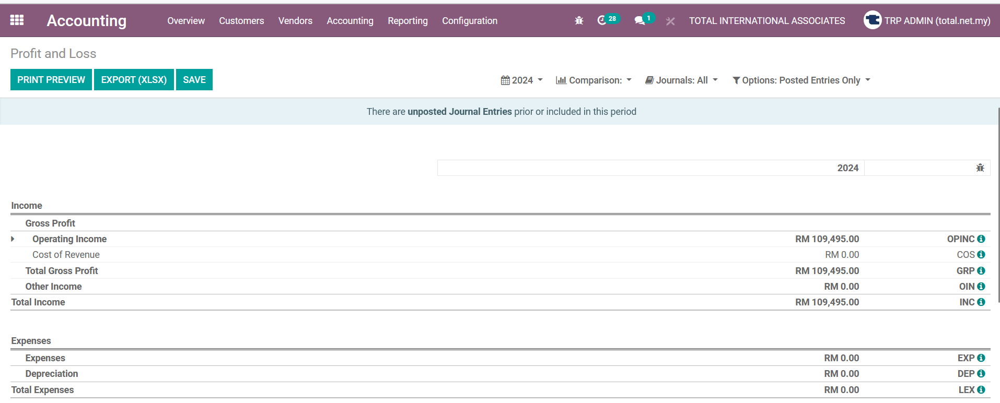 Accounting Overview Customers Vendors Accounting Reporting Configuration 28 1 TOTAL INTERNATIONAL ASSOCIATES TRP ADMIN (total.net.my)
Profit and Loss
PRINT PREVIEW EXPORT (XLSX) SAVE 2024 Comparison: Journals: All Options: Posted Entries Only
There are unposted Journal Entries prior or included in this period
2024
Income
Gross Profit
Operating Income RM 109,495.00 OPINC
Cost of Revenue RM 0.00 COS
Total Gross Profit RM 109,495.00 GRP
Other Income RM 0.00 OIN
Total Income RM 109,495.00 INC
Expenses
Expenses RM 0.00 EXP
Depreciation RM 0.00 DEP
Total Expenses RM 0.00 LEX